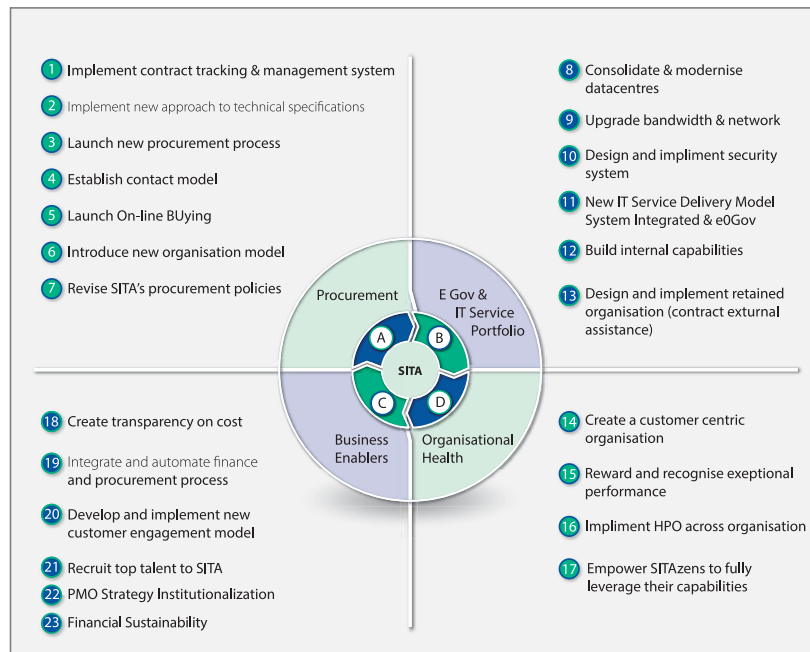 1 Implement contract tracking & management system
2 Implement new approach to technical specifications
3 Launch new procurement process
4 Establish contact model
5 Launch On-line BUying
6 Introduce new organisation model
7 Revise SITA's procurement policies
8 Consolidate & modernise
datacentres
9 Upgrade bandwidth & network
10 Design and impliment security
system
11 New IT Service Delivery Model
System Integrated & e0Gov
12 Build internal capabilities
13 Design and implement retained
organisation (contract exturnal
assistance)
Procurement
E Gov &
IT Service
Portfolio
A
B
SITA
C
D
Business
Enablers
Organisational
Health
18 Create transparency on cost
19 Integrate and automate finance
and procurement process
20 Develop and implement new
customer engagement model
21 Recruit top talent to SITA
22 PMO Strategy Institutionalization
23 Financial Sustainability
14 Create a customer centric
organisation
15 Reward and recognise exeptional
performance
16 Impliment HPO across organisation
17 Empower SITAzens to fully
leverage their capabilities